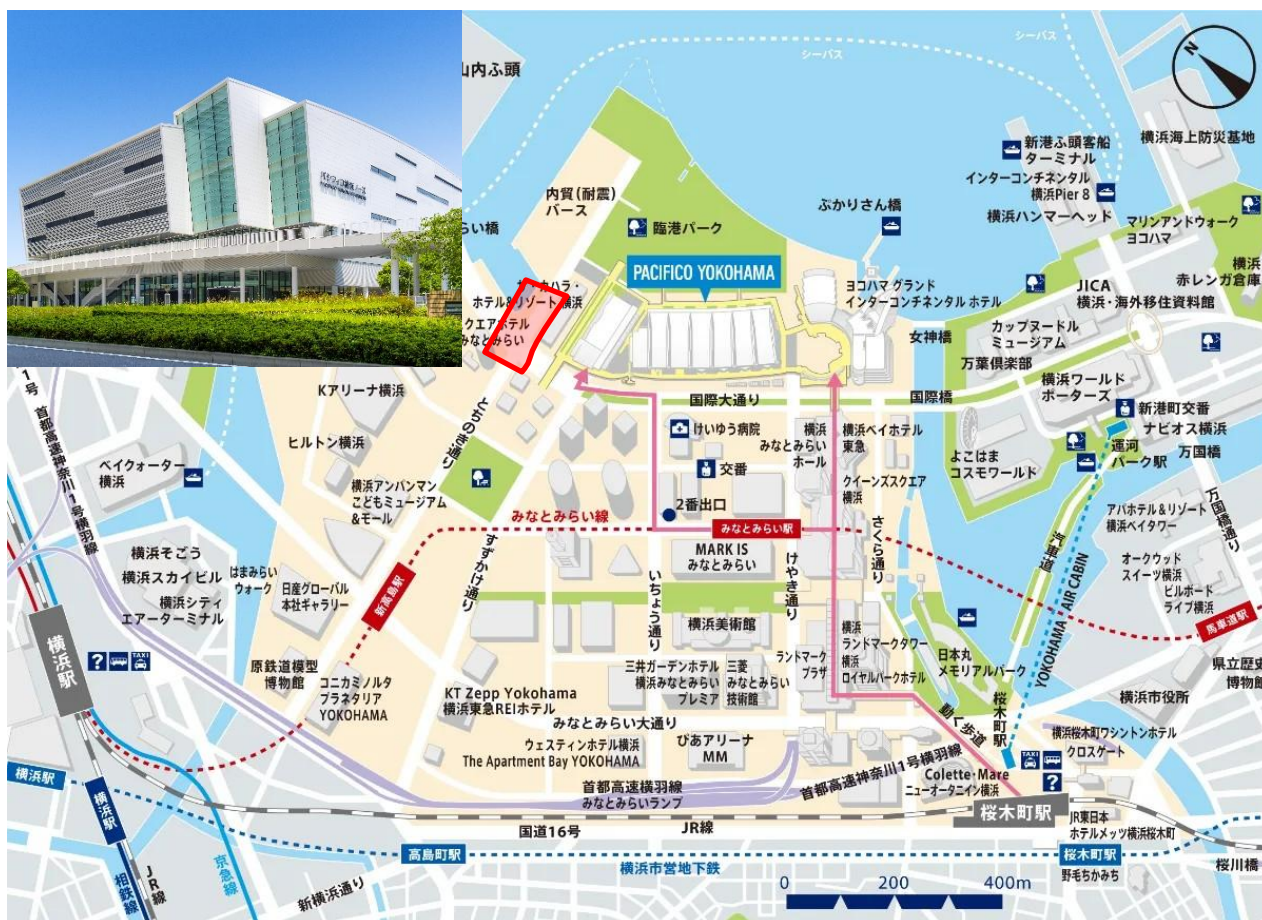 山内ふ頭
シーバス
シーバス
N
パシフィコ横浜ノース
内貿(耐震)
バース
らい橋
臨港パーク
ぷかりさん橋
新港ふ頭客船
ターミナル
インターコンチネンタル
横浜Pier 8
横浜ハンマーヘッド
横浜海上防災基地
マリンアンドウォーク
ヨコハマ
横浜
赤レンガ倉庫
PACIFICO YOKOHAMA
カハラ・
ホテル&リゾート 横浜
クエアホテル
みなとみらい
ヨコハマ グランド
インターコンチネンタル ホテル
JICA
横浜・海外移住資料館
カップヌードル
ミュージアム
女神橋
万葉倶楽部
横浜ワールド
ポーターズ
国際大通り
国際橋
新港町交番
ナビオス横浜
運河
パーク駅
万国橋
1号
首都高速神奈川1号横羽線
Kアリーナ横浜
とちのき通り
ヒルトン横浜
けいゆう病院
横浜
みなとみらい
ホール
横浜ベイホテル
東急
よこはま
コスモワールド
ベイクォーター
横浜
横浜アンパンマン
こどもミュージアム
&モール
交番
クイーンズスクエア
横浜
2番出口
みなとみらい線
みなとみらい駅
さくら通り
汽車道
アパホテル&リゾート
横浜ベイタワー
万国橋通り
横浜そごう
横浜スカイビル
横浜シティ
エアーターミナル
はまみらい
ウォーク
日産グローバル
本社ギャラリー
新高島駅
すずかけ通り
いちょう通り
MARK IS
みなとみらい
けやき通り
YOKOHAMA AIR CABIN
オークウッド
スイーツ横浜
ビルボード
ライブ横浜
馬車道駅
横浜美術館
横浜駅
?
TAXI
原鉄道模型
博物館
コニカミノルタ
プラネタリア
YOKOHAMA
三井ガーデンホテル
横浜みなとみらい
プレミア
三菱
みなとみらい
技術館
ランドマーク
プラザ
横浜
ランドマークタワー
横浜
ロイヤルパークホテル
日本丸
メモリアルパーク
県立歴史
博物館
横浜市役所
KT Zepp Yokohama
横浜東急REIホテル
みなとみらい大通り
動く歩道
桜木町駅
横浜桜木町ワシントンホテル
クロスゲート
ウェスティンホテル横浜
The Apartment Bay YOKOHAMA
ぴあアリーナ
MM
首都高速神奈川1号横羽線
TAXI
?
首都高速横羽線
みなとみらいランプ
Colette・Mare
ニューオータニイン横浜
横浜駅
横浜駅
国道16号
JR線
桜木町駅
JR東日本
ホテルメッツ横浜桜木町
高島町駅
横浜市営地下鉄
桜木町駅
桜川橋
野毛ちかみち
京急線
JR線
相鉄線
新横浜通り
0
200
400m